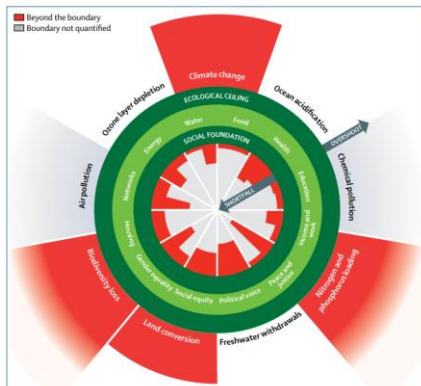 Beyond the boundary
Boundary not quantified
Climate change
Ozone layer depletion
Ocean acidification
ECOLOGICAL CEILING
Water
Food
Energy
Health
SOCIAL FOUNDATION
OVERSHOOT
Air pollution
Networks
SHORTFALL
Education
Chemical pollution
Housing
Income and
work
Gender equality
Social equity
Political voice
Peace and
justice
Biodiversity loss
Nitrogen and
phosphorus loading
Land conversion
Freshwater withdrawals